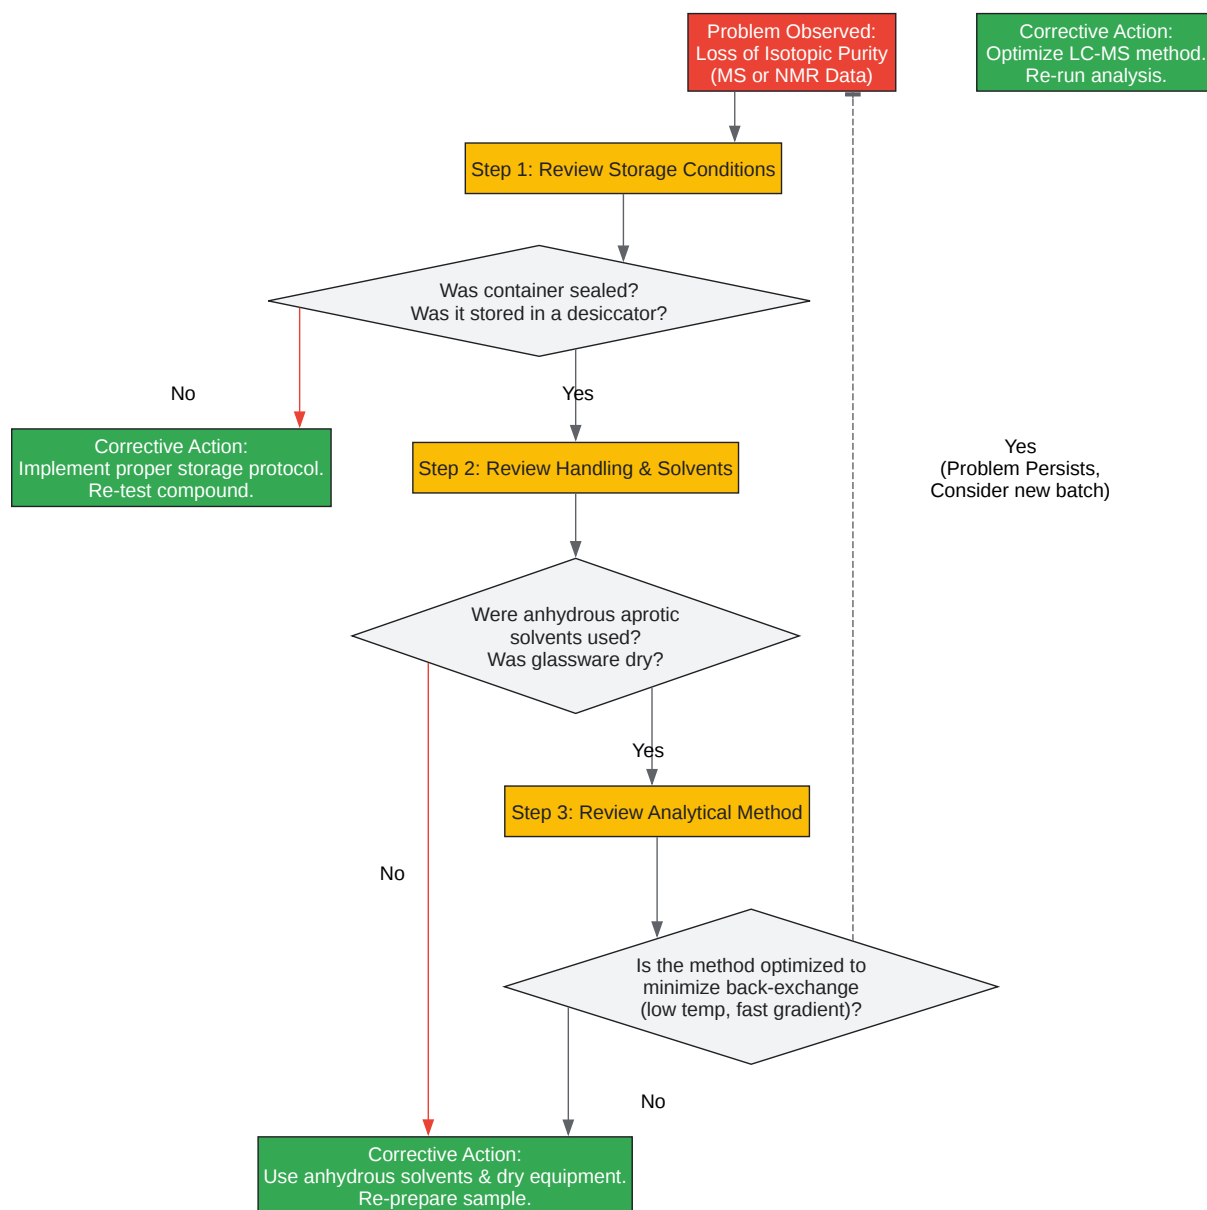 Problem Observed:
Loss of Isotopic Purity
(MS or NMR Data)
Corrective Action:
Optimize LC-MS method.
Re-run analysis.
Step 1: Review Storage Conditions
Was container sealed?
Was it stored in a desiccator?
No
Yes
Corrective Action:
Implement proper storage protocol.
Re-test compound.
Step 2: Review Handling & Solvents
Yes
(Problem Persists,
Consider new batch)
Were anhydrous aprotic
solvents used?
Was glassware dry?
Yes
Step 3: Review Analytical Method
No
Is the method optimized to
minimize back-exchange
(low temp, fast gradient)?
No
Corrective Action:
Use anhydrous solvents & dry equipment.
Re-prepare sample.